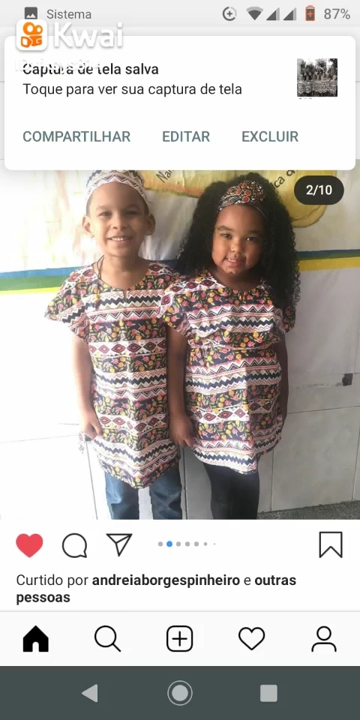 Sistema
87%
Kwai
Captura de tela salva
Toque para ver sua captura de tela
COMPARTILHAR EDITAR EXCLUIR
2/10
Curtido por andreiaborgespinheiro e outras
pessoas